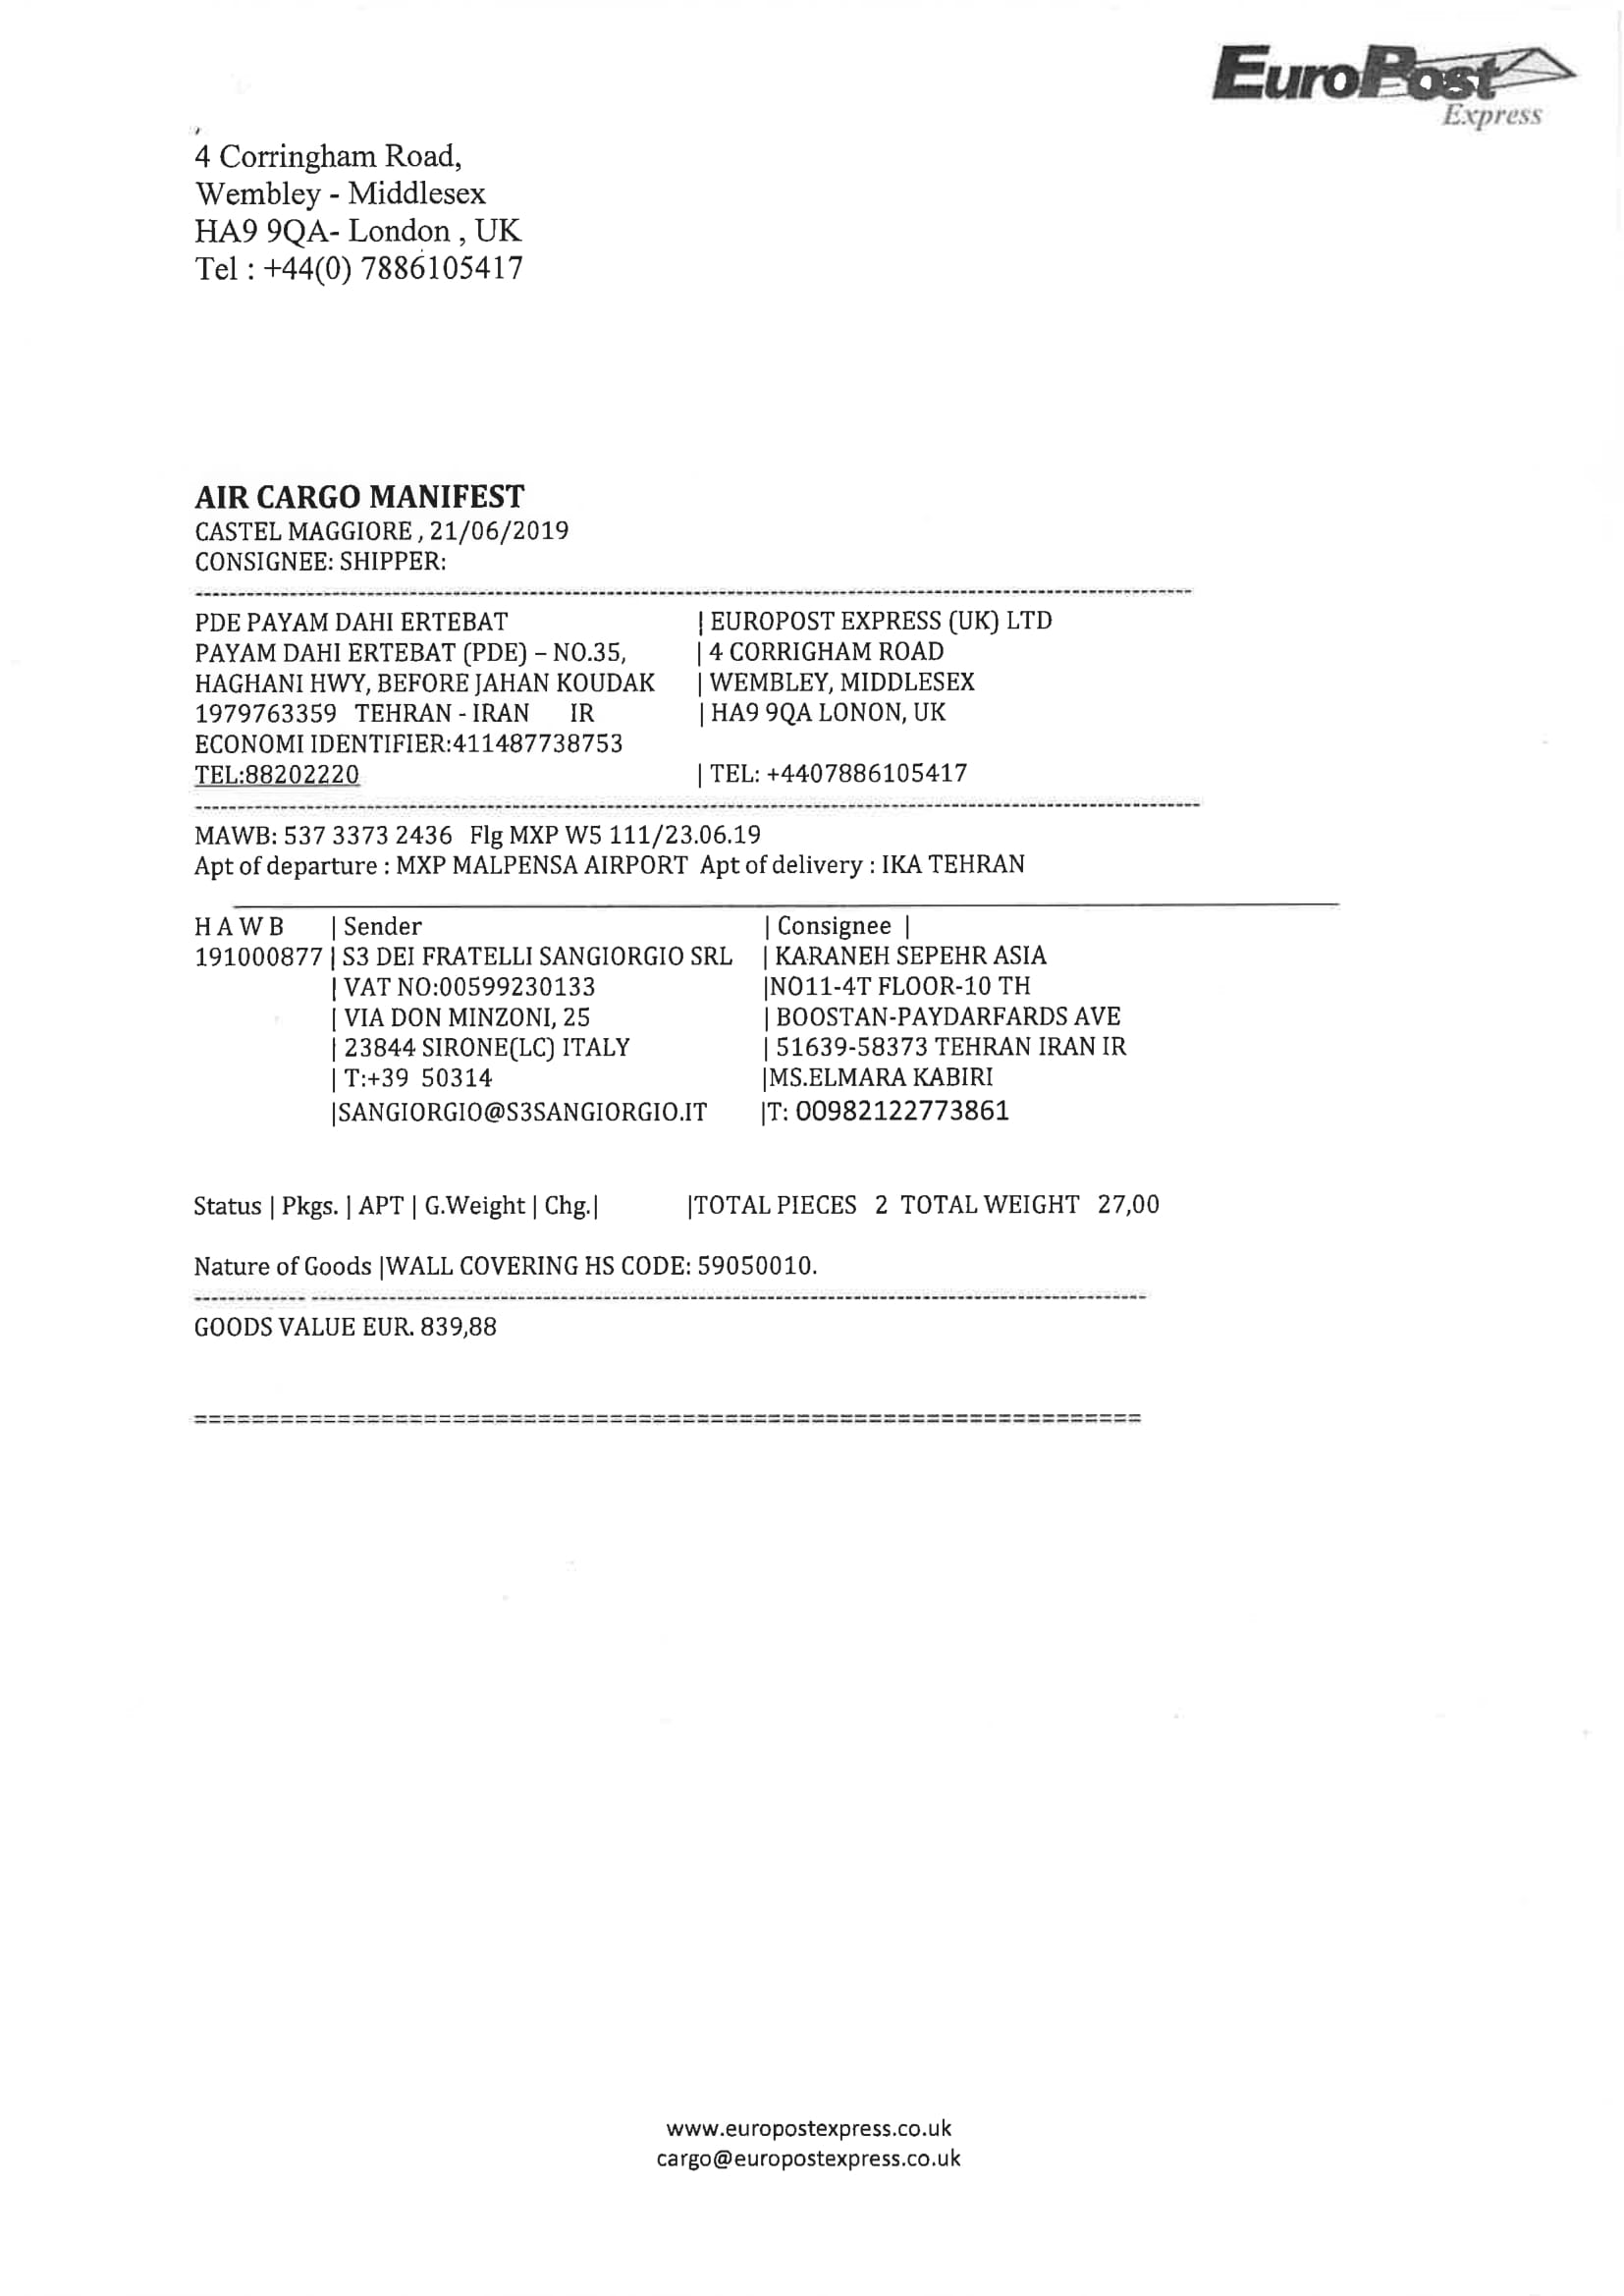 EuroPost
Express
4 Corringham Road,
Wembley - Middlesex
HA9 9QA- London , UK
Tel : +44(0) 7886105417
AIR CARGO MANIFEST
CASTEL MAGGIORE , 21/06/2019
CONSIGNEE: SHIPPER:
PDE PAYAM DAHI ERTEBAT | EUROPOST EXPRESS (UK) LTD
PAYAM DAHI ERTEBAT (PDE) – NO.35, | 4 CORRIGHAM ROAD
HAGHANI HWY, BEFORE JAHAN KOUDAK | WEMBLEY, MIDDLESEX
1979763359 TEHRAN - IRAN IR | HA9 9QA LONON, UK
ECONOMI IDENTIFIER:411487738753
TEL:88202220 | TEL: +4407886105417
MAWB: 537 3373 2436 Flg MXP W5 111/23.06.19
Apt of departure : MXP MALPENSA AIRPORT Apt of delivery : IKA TEHRAN
H A W B | Sender | Consignee |
191000877 | S3 DEI FRATELLI SANGIORGIO SRL | KARANEH SEPEHR ASIA
| VAT NO:00599230133 |NO11-4T FLOOR-10 TH
| VIA DON MINZONI, 25 | BOOSTAN-PAYDARFARDS AVE
| 23844 SIRONE(LC) ITALY | 51639-58373 TEHRAN IRAN IR
| T:+39 50314 |MS.ELMARA KABIRI
|SANGIORGIO@S3SANGIORGIO.IT |T: 00982122773861
Status | Pkgs. | APT | G.Weight | Chg.| |TOTAL PIECES 2 TOTAL WEIGHT 27,00
Nature of Goods |WALL COVERING HS CODE: 59050010.
GOODS VALUE EUR. 839,88
www.europostexpress.co.uk
cargo@europostexpress.co.uk